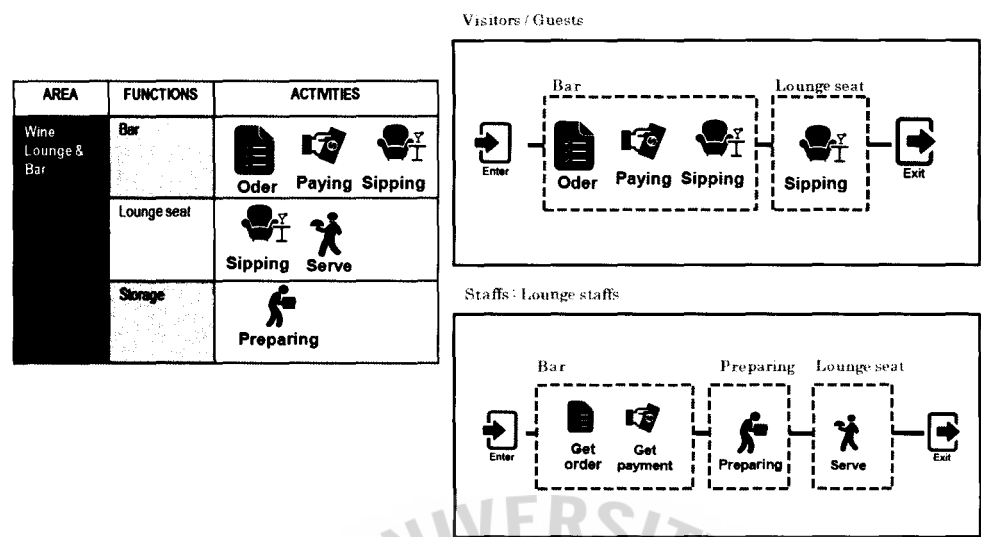 Visitors / Guests
AREA FUNCTIONS ACTIVITIES
Wine
Lounge &
Bar
Bar
Oder Paying Sipping
Lounge seat
Sipping Serve
Storage
Preparing
Bar Lounge seat
Enter
Oder Paying Sipping
Sipping
Exit
Staffs : Lounge staffs
Bar Preparing Lounge seat
Enter
Get
order
Get
payment
Preparing
Serve
Exit